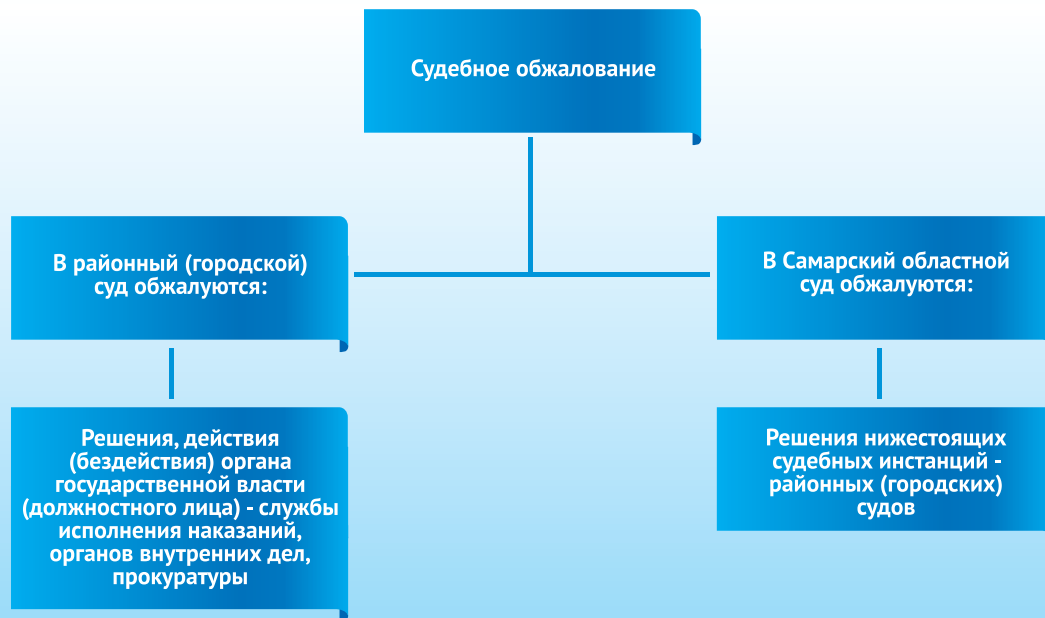 Судебное обжалование
В районный (городской)
суд обжалуются:
В Самарский областной
суд обжалуются:
Решения, действия
(бездействия) органа
государственной власти
(должностного лица) - службы
исполнения наказаний,
органов внутренних дел,
прокуратуры
Решения нижестоящих
судебных инстанций -
районных (городских)
судов